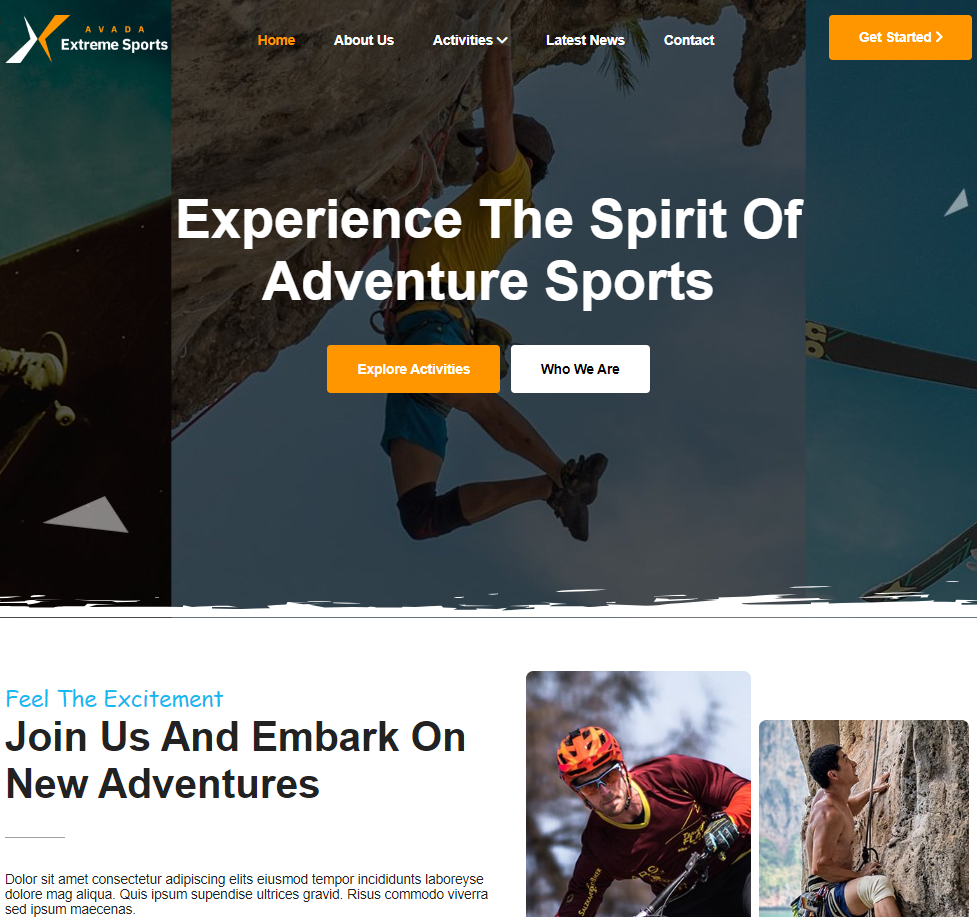 AVADA
Extreme Sports
Home
About Us
Activities
Latest News
Contact
Get Started
Experience The Spirit Of
Adventure Sports
Explore Activities
Who We Are
Feel The Excitement
Join Us And Embark On
New Adventures
Dolor sit amet consectetur adipiscing elits eiusmod tempor incididunts laboreyse
dolore mag aliqua. Quis ipsum supendise ultrices gravid. Risus commodo viverra
sed ipsum maecenas.